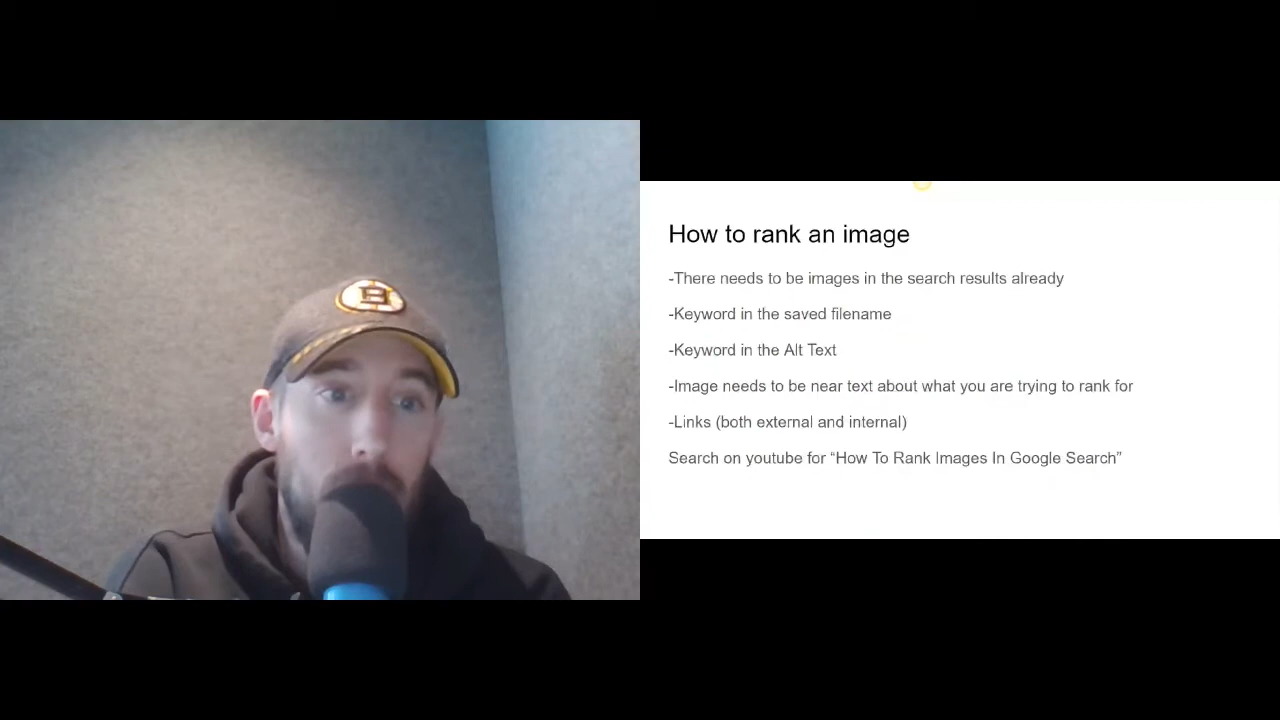 B
How to rank an image
-There needs to be images in the search results already
-Keyword in the saved filename
-Keyword in the Alt Text
-Image needs to be near text about what you are trying to rank for
-Links (both external and internal)
Search on youtube for “How To Rank Images In Google Search”